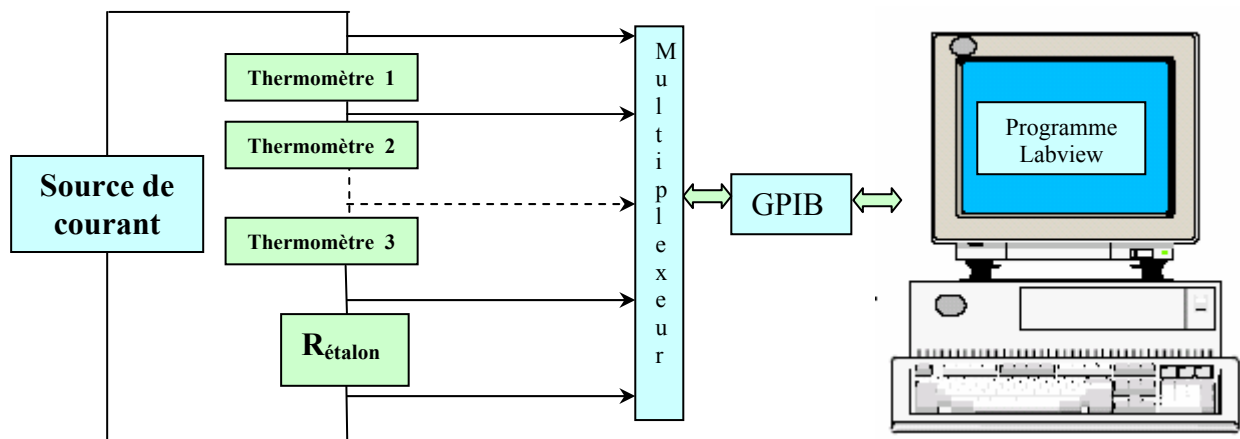 Source de
courant
Thermomètre 1
Thermomètre 2
Thermomètre 3
Rétalon
M
u
l
t
i
p
l
e
x
e
u
r
GPIB
Programme
Labview